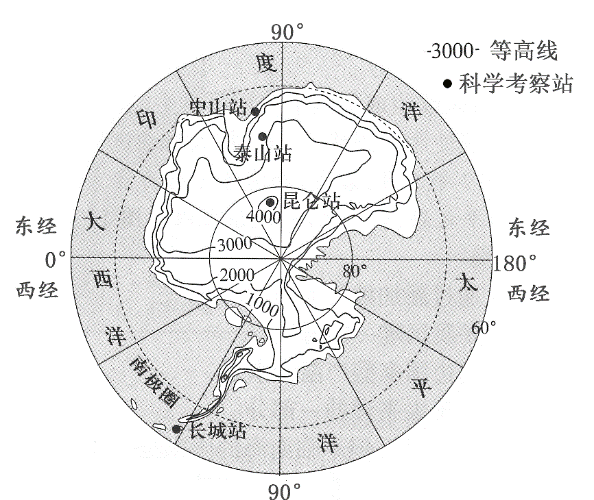 90°
-3000- 等高线
科学考察站
度
印
洋
中山站
泰山站
昆仑站
4000
大
东经
0°
西经
西
洋
3000
2000
1000
80°
东经
180°
西经
太
60°
平
洋
南极圈
长城站
90°